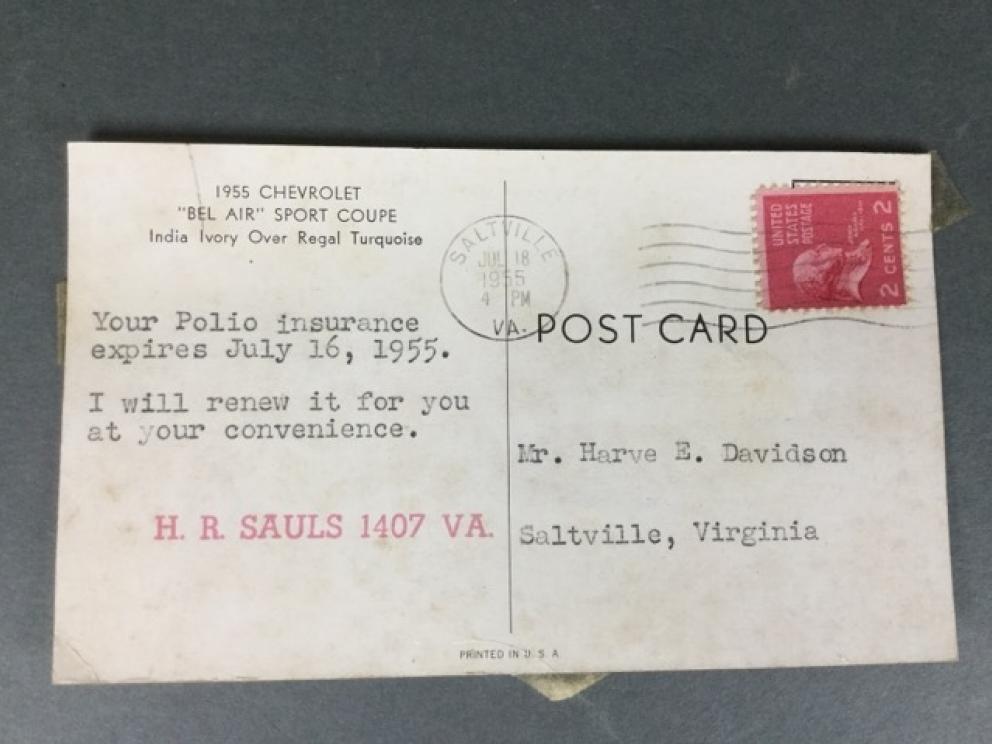 1955 CHEVROLET
"BEL AIR" SPORT COUPE
India Ivory Over Regal Turquoise
Your Polio insurance
expires July 16, 1955.
I will renew it for you
at your convenience.
H. R. SAULS 1407 VA.
SALTVILLE
JUL 18
1955
4 PM
VA.
UNITED
STATES
POSTAGE
2 CENTS 2
POST CARD
Mr. Harve E. Davidson
Saltville, Virginia
PRINTED IN U. S. A